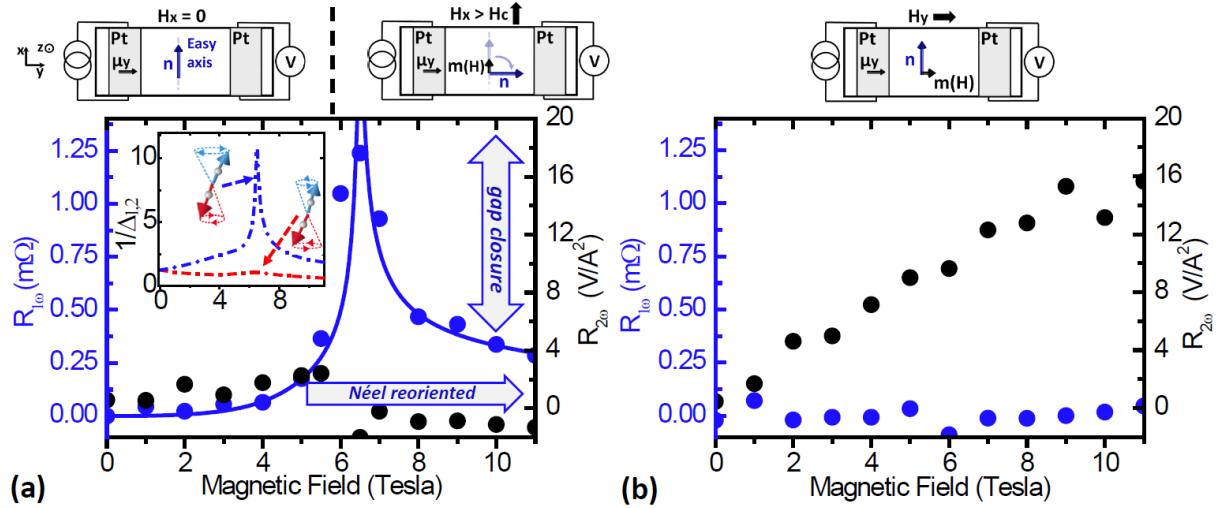 Hx = 0
Hx > Hc
Hy
x
z
y
Pt
Pt
μy
n
Easy
axis
V
Pt
Pt
μy
m(H)
n
V
Pt
Pt
μy
n
m(H)
V
R1ω (mΩ)
1.25
1.00
0.75
0.50
0.25
0.00
1/Δ1,2
10
5
0
0
4
8
gap closure
Néel reoriented
20
16
12
8
4
0
R2ω (V/A²)
0
2
4
6
8
10
Magnetic Field (Tesla)
(a)
R1ω (mΩ)
1.25
1.00
0.75
0.50
0.25
0.00
20
16
12
8
4
0
R2ω (V/A²)
0
2
4
6
8
10
Magnetic Field (Tesla)
(b)